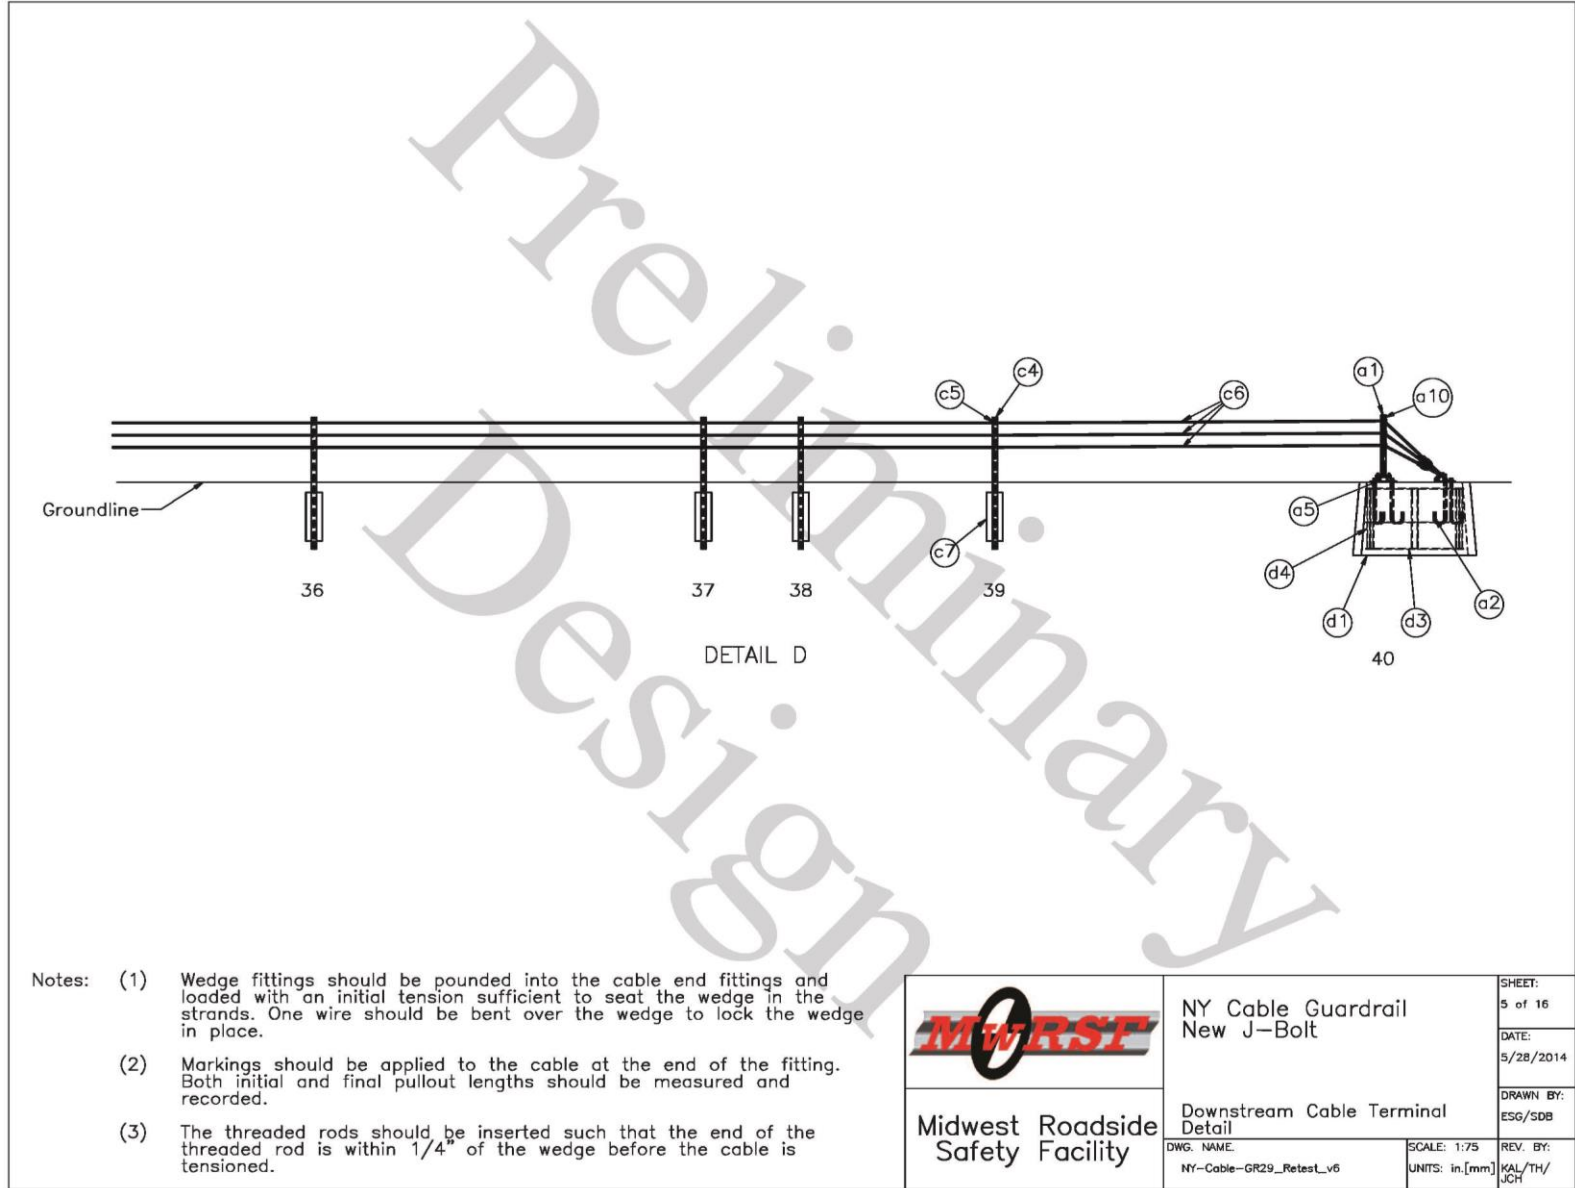 Preliminary
Design
c4
c5
c6
a1
a10
Groundline
a5
c7
d4
a2
d1
d3
36
37
38
39
40
DETAIL D
Notes:
(1) Wedge fittings should be pounded into the cable end fittings and
loaded with an initial tension sufficient to seat the wedge in the
strands. One wire should be bent over the wedge to lock the wedge
in place.
(2) Markings should be applied to the cable at the end of the fitting.
Both initial and final pullout lengths should be measured and
recorded.
(3) The threaded rods should be inserted such that the end of the
threaded rod is within 1/4" of the wedge before the cable is
tensioned.
MwRSF
Midwest Roadside
Safety Facility
NY Cable Guardrail
New J-Bolt
Downstream Cable Terminal
Detail
DWG. NAME.
NY-Cable-GR29_Retest_v6
SCALE: 1:75
UNITS: in.[mm]
SHEET:
5 of 16
DATE:
5/28/2014
DRAWN BY:
ESG/SDB
REV. BY:
KAL/TH/
JCH